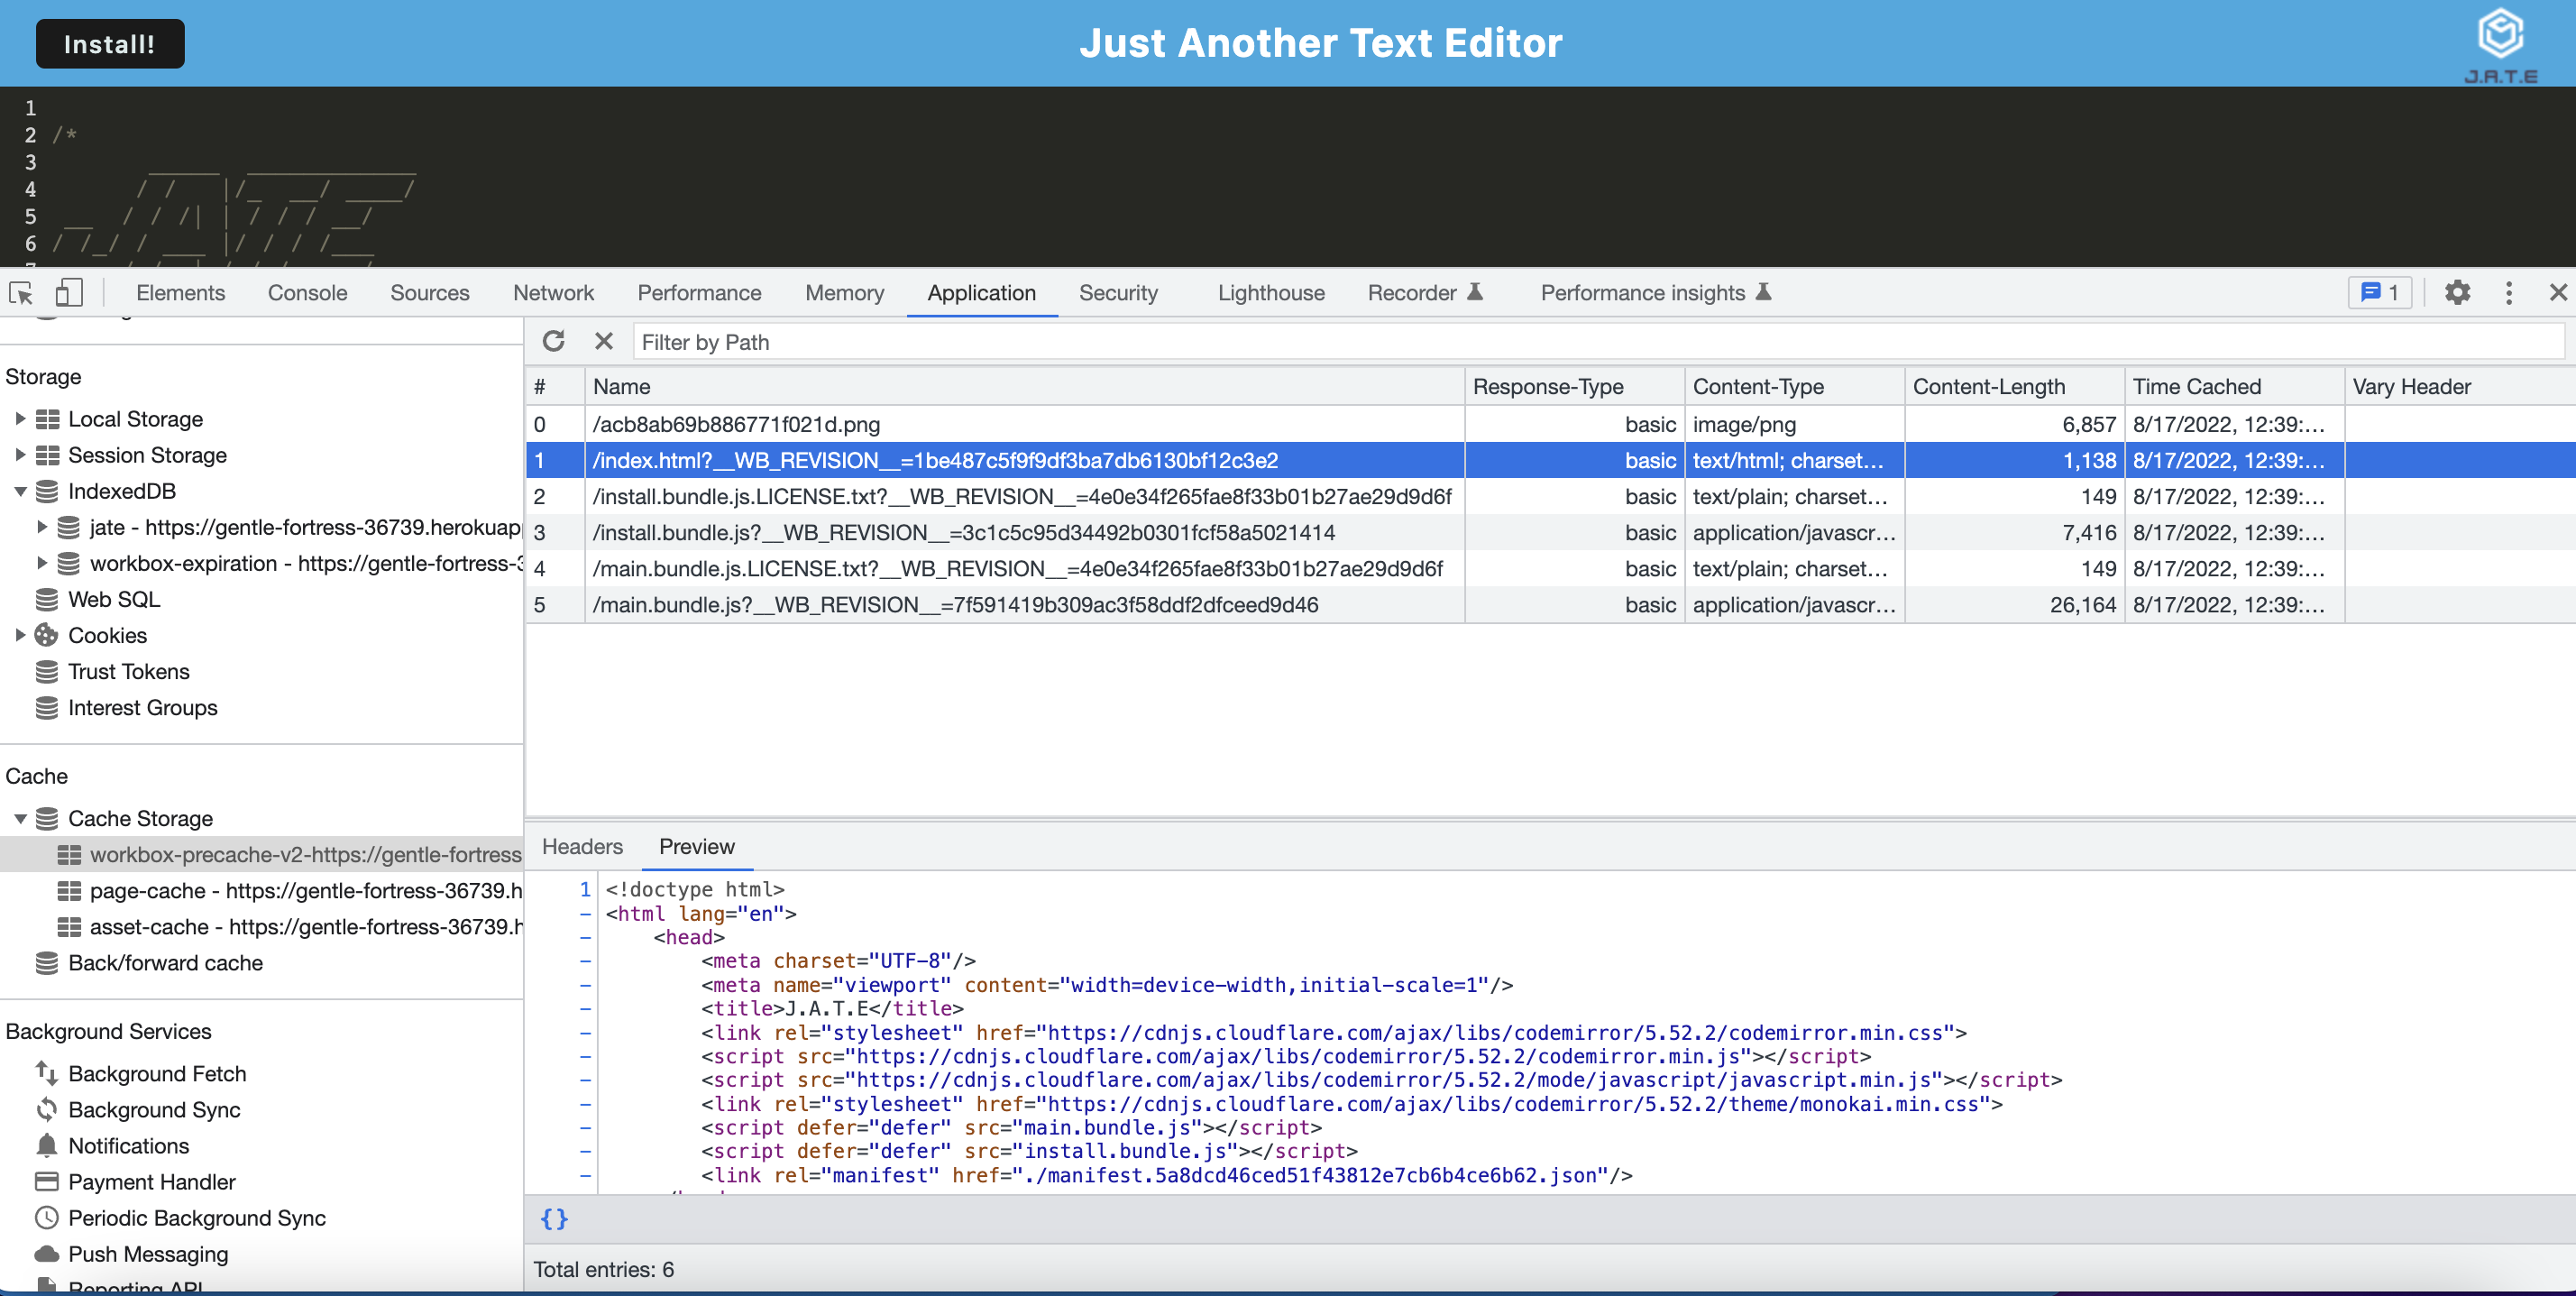 Install!
Just Another Text Editor
J.A.T.E
1
2 /*
3
4
5
6
Elements Console Sources Network Performance Memory Application Security Lighthouse Recorder Performance insights 1
Filter by Path
Storage
Local Storage
Session Storage
IndexedDB
jate - https://gentle-fortress-36739.herokuap
workbox-expiration - https://gentle-fortress-3
Web SQL
Cookies
Trust Tokens
Interest Groups
Cache
Cache Storage
workbox-precache-v2-https://gentle-fortress
page-cache - https://gentle-fortress-36739.h
asset-cache - https://gentle-fortress-36739.h
Back/forward cache
Background Services
Background Fetch
Background Sync
Notifications
Payment Handler
Periodic Background Sync
Push Messaging
Reporting API
# Name Response-Type Content-Type Content-Length Time Cached Vary Header
0 /acb8ab69b886771f021d.png basic image/png 6,857 8/17/2022, 12:39:...
1 /index.html?__WB_REVISION__=1be487c5f9f9df3ba7db6130bf12c3e2 basic text/html; charset... 1,138 8/17/2022, 12:39:...
2 /install.bundle.js.LICENSE.txt?__WB_REVISION__=4e0e34f265fae8f33b01b27ae29d9d6f basic text/plain; charset... 149 8/17/2022, 12:39:...
3 /install.bundle.js?__WB_REVISION__=3c1c5c95d34492b0301fcf58a5021414 basic application/javascr... 7,416 8/17/2022, 12:39:...
4 /main.bundle.js.LICENSE.txt?__WB_REVISION__=4e0e34f265fae8f33b01b27ae29d9d6f basic text/plain; charset... 149 8/17/2022, 12:39:...
5 /main.bundle.js?__WB_REVISION__=7f591419b309ac3f58ddf2dfceed9d46 basic application/javascr... 26,164 8/17/2022, 12:39:...
Headers Preview
1 <!doctype html>
- <html lang="en">
- <head>
- <meta charset="UTF-8"/>
- <meta name="viewport" content="width=device-width,initial-scale=1"/>
- <title>J.A.T.E</title>
- <link rel="stylesheet" href="https://cdnjs.cloudflare.com/ajax/libs/codemirror/5.52.2/codemirror.min.css">
- <script src="https://cdnjs.cloudflare.com/ajax/libs/codemirror/5.52.2/codemirror.min.js"></script>
- <script src="https://cdnjs.cloudflare.com/ajax/libs/codemirror/5.52.2/mode/javascript/javascript.min.js"></script>
- <link rel="stylesheet" href="https://cdnjs.cloudflare.com/ajax/libs/codemirror/5.52.2/theme/monokai.min.css">
- <script defer="defer" src="main.bundle.js"></script>
- <script defer="defer" src="install.bundle.js"></script>
- <link rel="manifest" href="./manifest.5a8dcd46ced51f43812e7cb6b4ce6b62.json"/>
{}
Total entries: 6